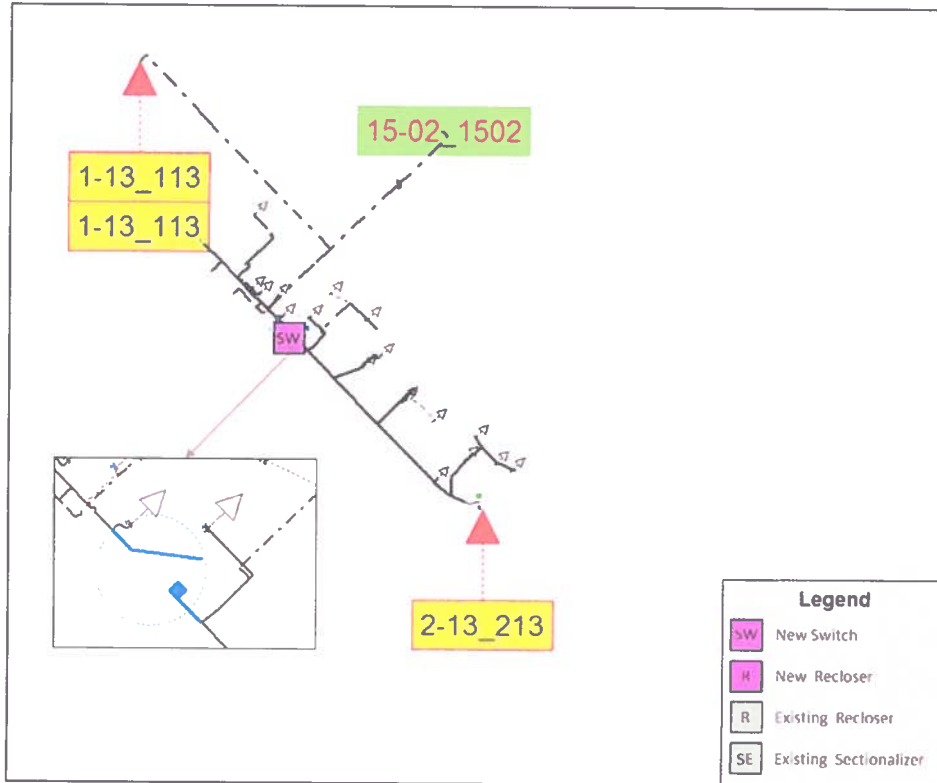 15-02_1502
1-13_113
1-13_113
SW
2-13_213
Legend
SW New Switch
R New Recloser
R Existing Recloser
SE Existing Sectionalizer